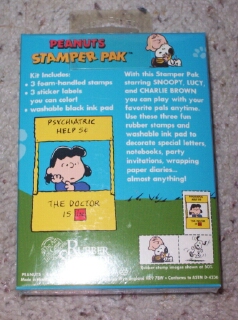 PEANUTS
STAMPER PAK™
Kit Includes:
• 3 foam-handled stamps
• 3 sticker labels
you can color!
• washable black ink pad
With this Stamper Pak
starring SNOOPY, LUCY,
and CHARLIE BROWN
you can play with your
favorite pals anytime.
Use these three fun
rubber stamps and
washable ink pad to
decorate special letters,
notebooks, party
invitations, wrapping
paper diaries...
almost anything!
PSYCHIATRIC
HELP 5¢
THE DOCTOR
IS IN
RUBBER